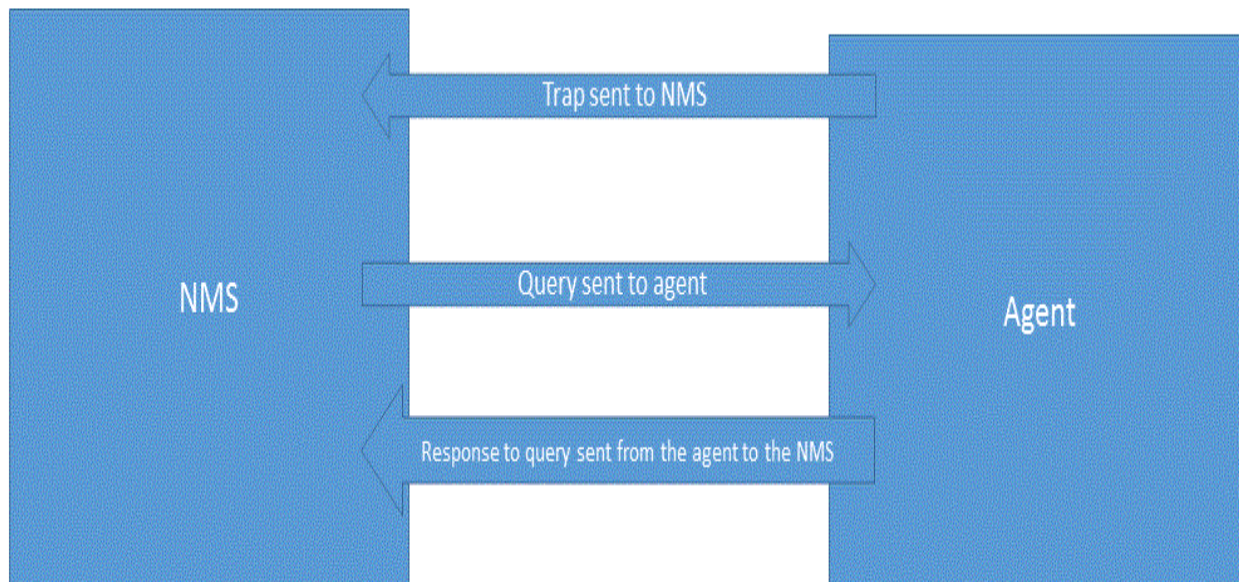 Trap sent to NMS
NMS
Query sent to agent
Agent
Response to query sent from the agent to the NMS